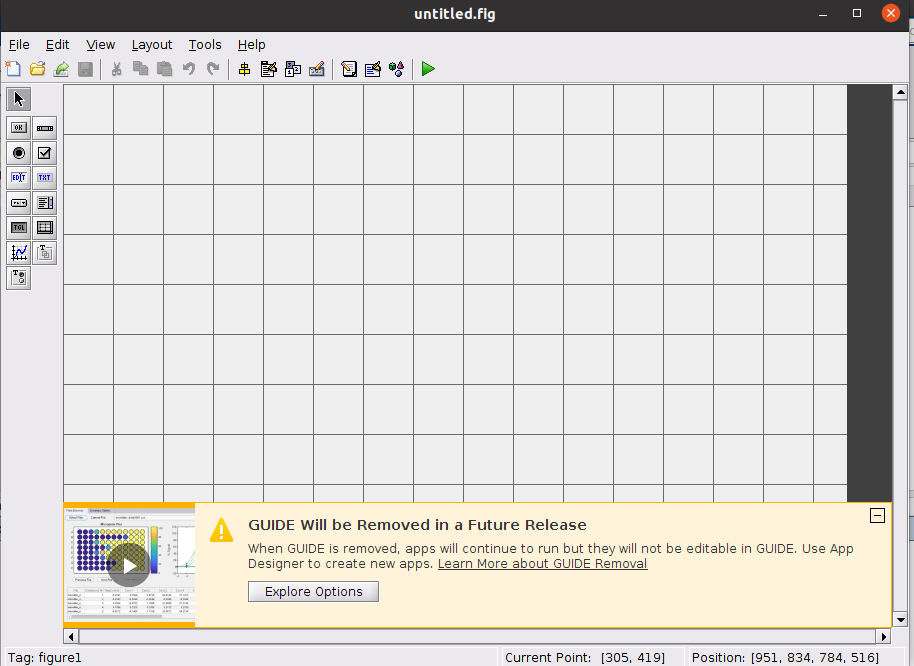 untitled.fig
File Edit View Layout Tools Help
OK
EDIT TXT
TGL
GUIDE Will be Removed in a Future Release
When GUIDE is removed, apps will continue to run but they will not be editable in GUIDE. Use App
Designer to create new apps. Learn More about GUIDE Removal
Explore Options
Tag: figure1 Current Point: [305, 419] Position: [951, 834, 784, 516]